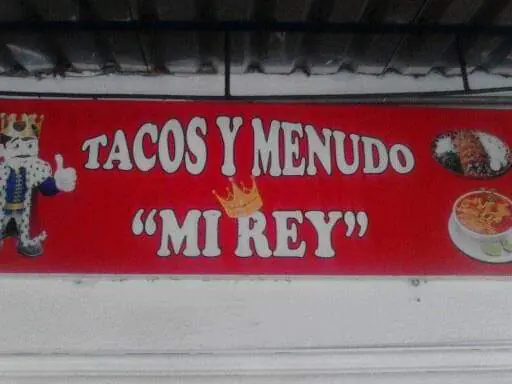 TACOS Y MENUDO
“MI REY”